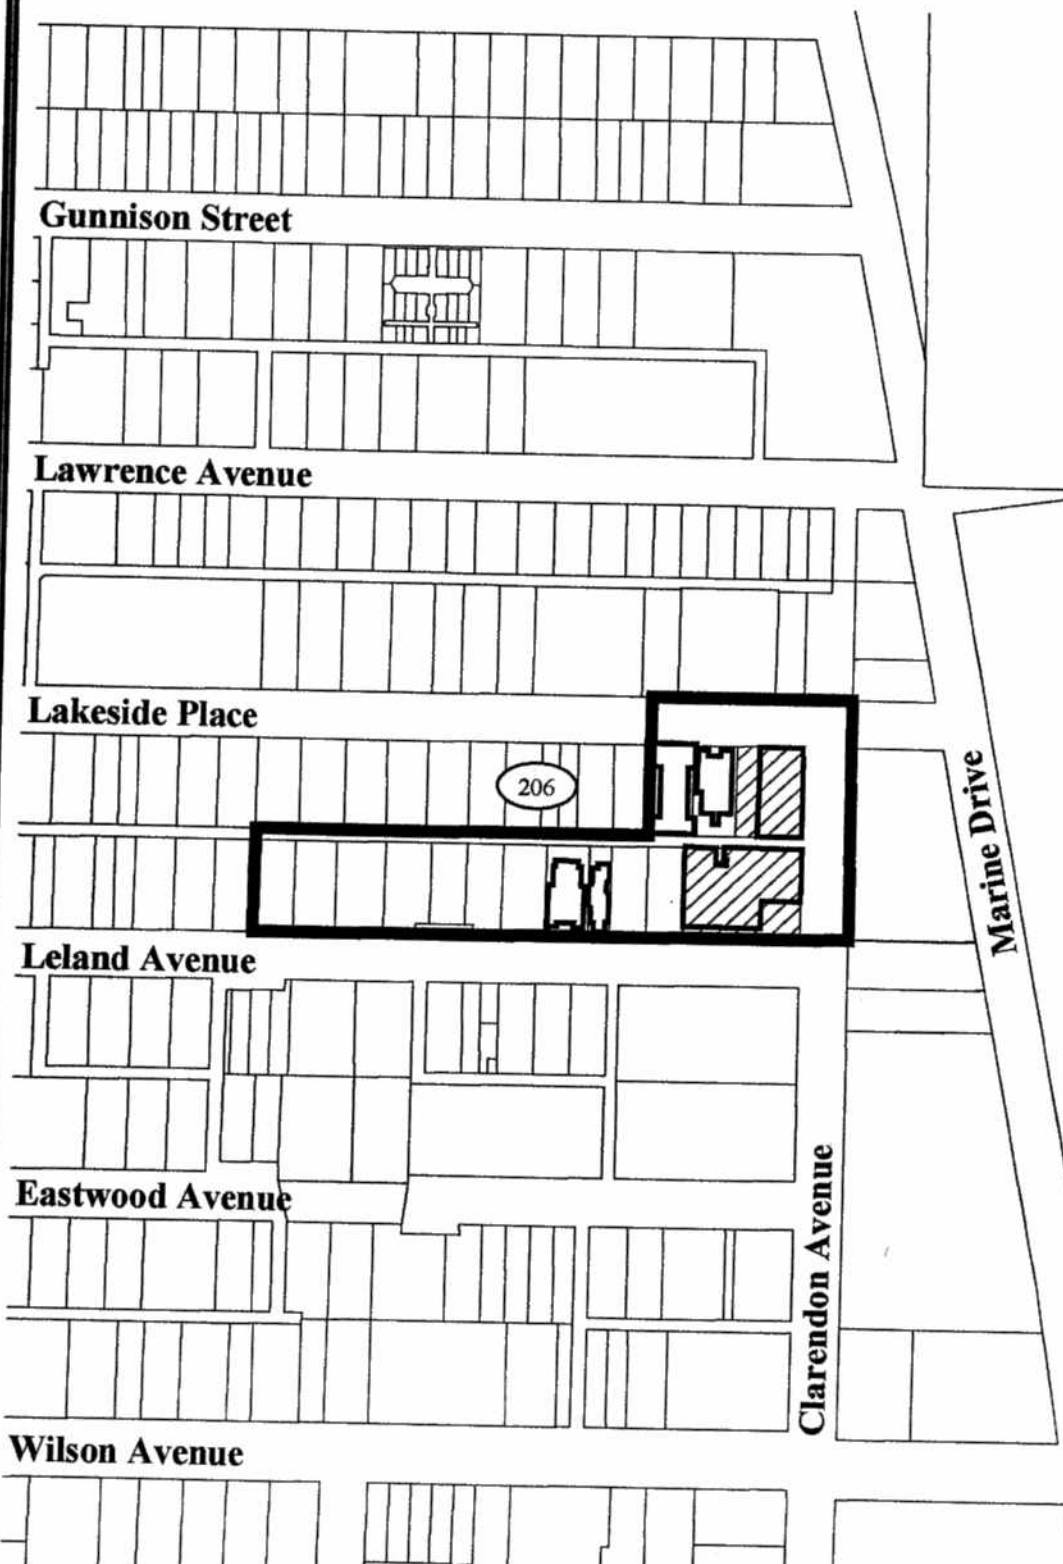 Gunnison Street
Lawrence Avenue
Lakeside Place
206
Marine Drive
Leland Avenue
Eastwood Avenue
Clarendon Avenue
Wilson Avenue